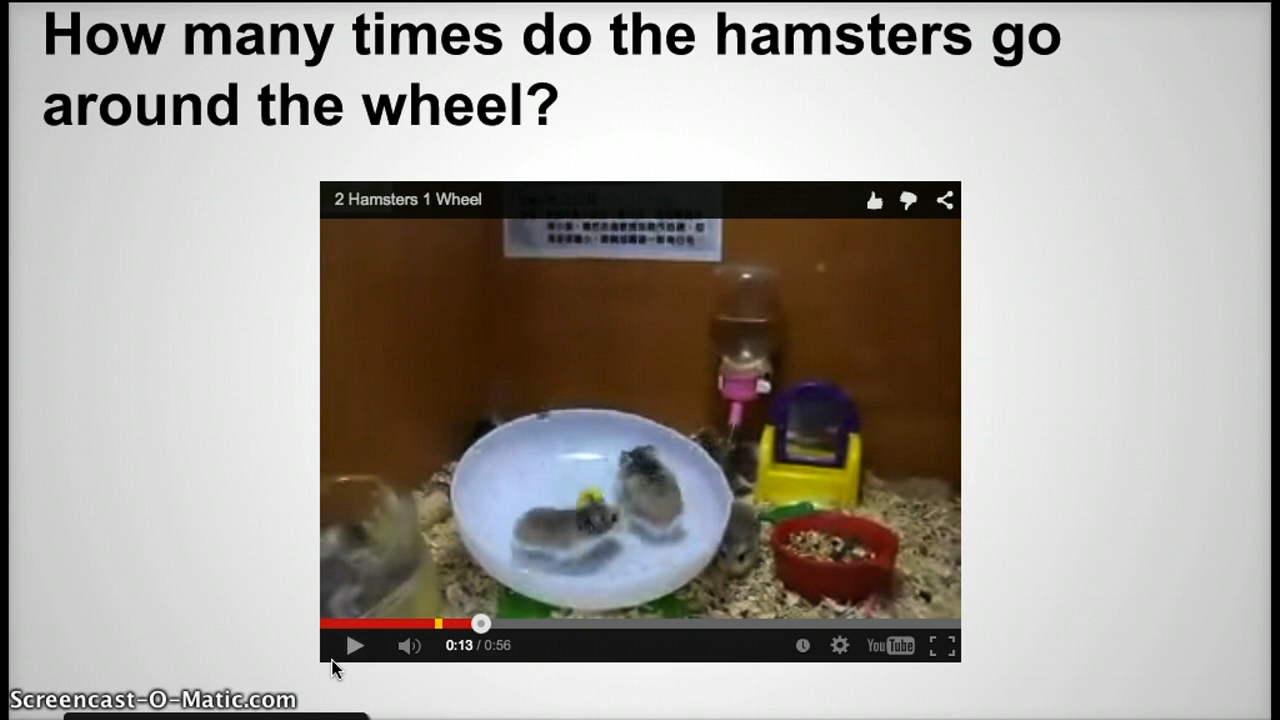 How many times do the hamsters go
around the wheel?
2 Hamsters 1 Wheel
0:13 / 0:56
YouTube
Screencast-O-Matic.com